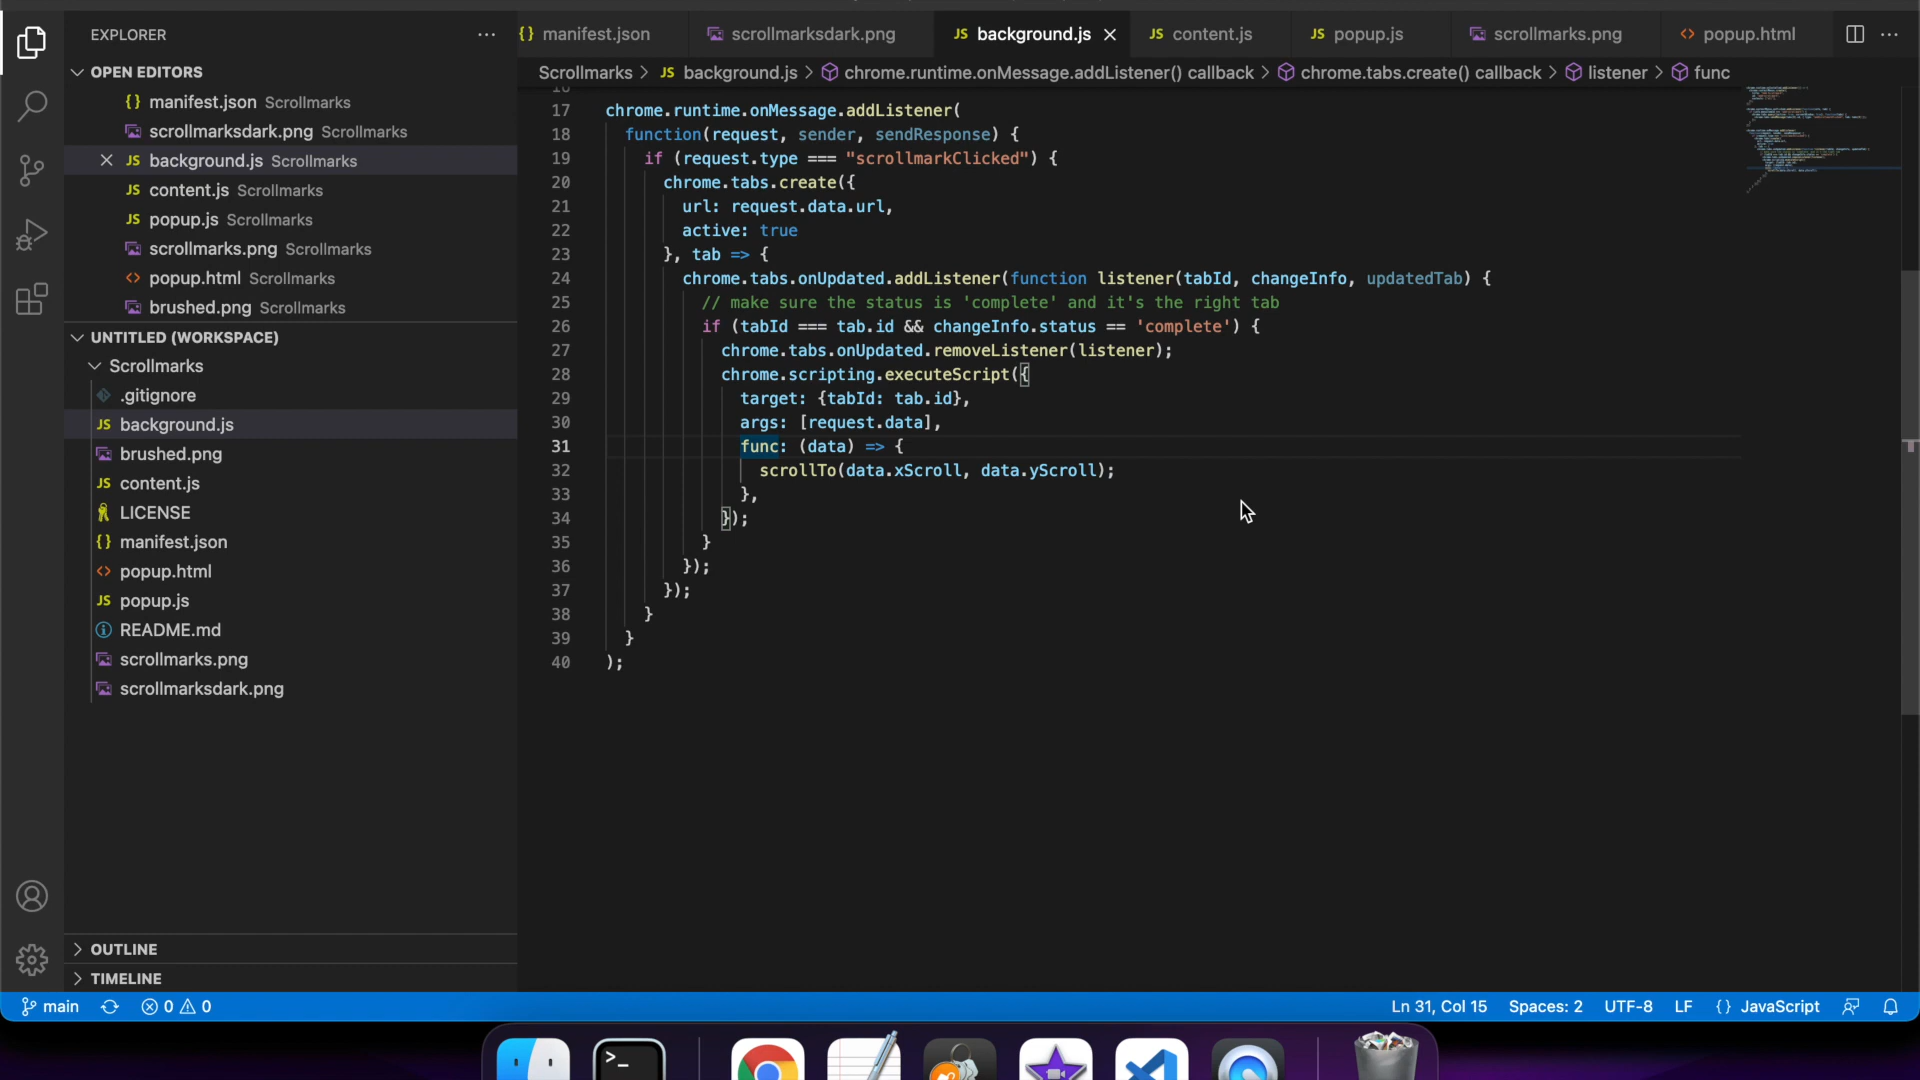 EXPLORER
OPEN EDITORS
manifest.json Scrollmarks
scrollmarksdark.png Scrollmarks
JS background.js Scrollmarks
JS content.js Scrollmarks
JS popup.js Scrollmarks
scrollmarks.png Scrollmarks
popup.html Scrollmarks
brushed.png Scrollmarks
UNTITLED (WORKSPACE)
Scrollmarks
.gitignore
JS background.js
brushed.png
JS content.js
LICENSE
{} manifest.json
<> popup.html
JS popup.js
README.md
scrollmarks.png
scrollmarksdark.png
OUTLINE
TIMELINE
{} manifest.json scrollmarksdark.png JS background.js JS content.js JS popup.js scrollmarks.png <> popup.html
Scrollmarks > JS background.js > chrome.runtime.onMessage.addListener() callback > chrome.tabs.create() callback > listener > func
17 chrome.runtime.onMessage.addListener(
18 function(request, sender, sendResponse) {
19 if (request.type === "scrollmarkClicked") {
20 chrome.tabs.create({
21 url: request.data.url,
22 active: true
23 }, tab => {
24 chrome.tabs.onUpdated.addListener(function listener(tabId, changeInfo, updatedTab) {
25 // make sure the status is 'complete' and it's the right tab
26 if (tabId === tab.id && changeInfo.status == 'complete') {
27 chrome.tabs.onUpdated.removeListener(listener);
28 chrome.scripting.executeScript({
29 target: {tabId: tab.id},
30 args: [request.data],
31 func: (data) => {
32 scrollTo(data.xScroll, data.yScroll);
33 },
34 });
35 }
36 });
37 });
38 }
39 }
40 );
main 0 0 Ln 31, Col 15 Spaces: 2 UTF-8 LF {} JavaScript